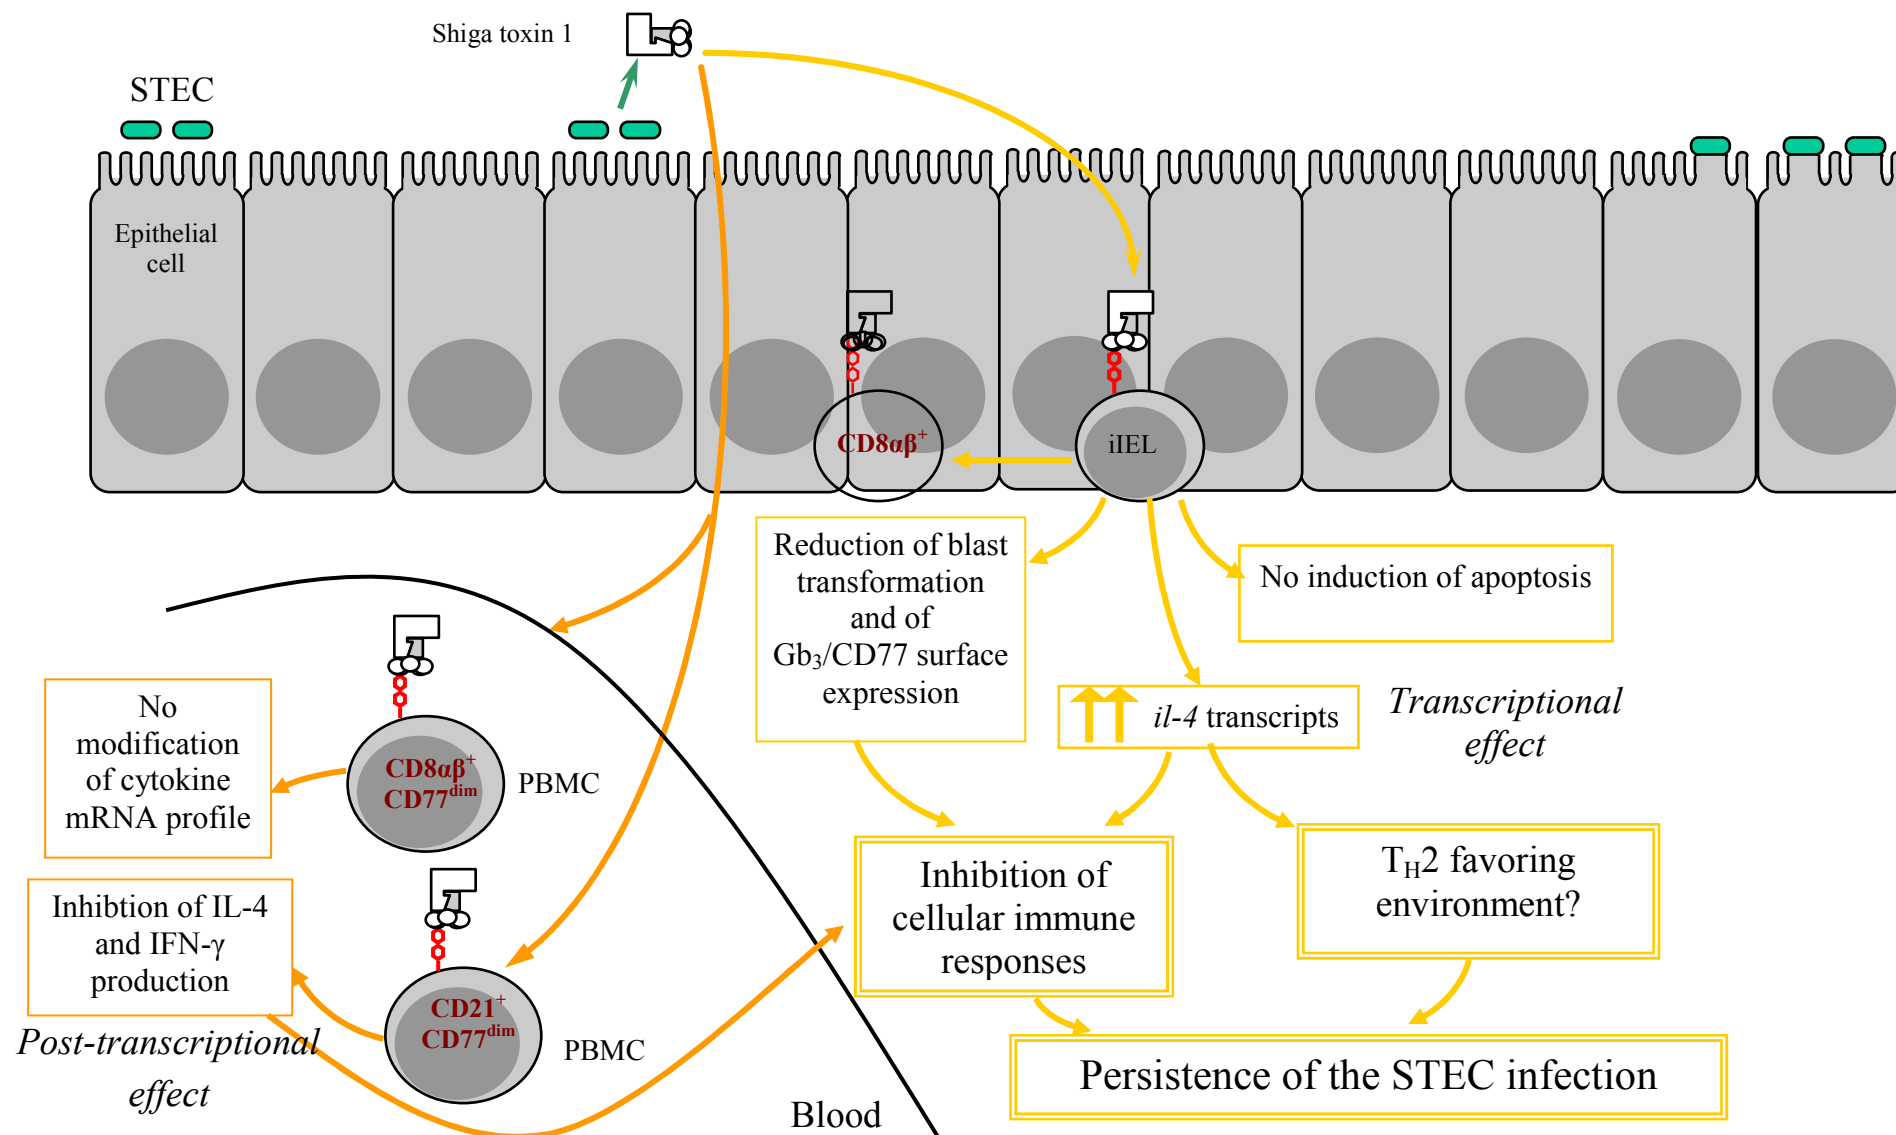 Shiga toxin 1
STEC
Epithelial
cell
CD8αβ⁺
iIEL
Reduction of blast
transformation
and of
Gb₃/CD77 surface
expression
No induction of apoptosis
il-4 transcripts
Transcriptional
effect
No
modification
of cytokine
mRNA profile
CD8αβ⁺
CD77ᵈⁱᵐ
PBMC
Inhibtion of IL-4
and IFN-γ
production
Post-transcriptional
effect
CD21⁺
CD77ᵈⁱᵐ
PBMC
Blood
Inhibition of
cellular immune
responses
T_H2 favoring
environment?
Persistence of the STEC infection